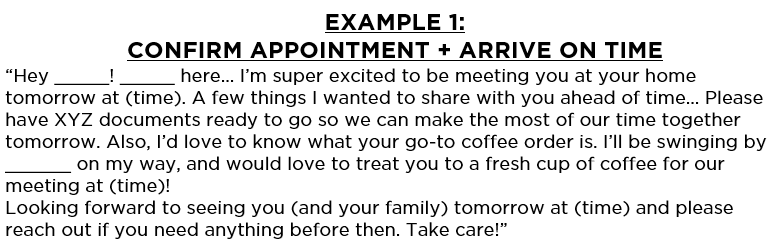 EXAMPLE 1:
CONFIRM APPOINTMENT + ARRIVE ON TIME
“Hey _____! _____ here... I’m super excited to be meeting you at your home
tomorrow at (time). A few things I wanted to share with you ahead of time... Please
have XYZ documents ready to go so we can make the most of our time together
tomorrow. Also, I’d love to know what your go-to coffee order is. I’ll be swinging by
______ on my way, and would love to treat you to a fresh cup of coffee for our
meeting at (time)!
Looking forward to seeing you (and your family) tomorrow at (time) and please
reach out if you need anything before then. Take care!”